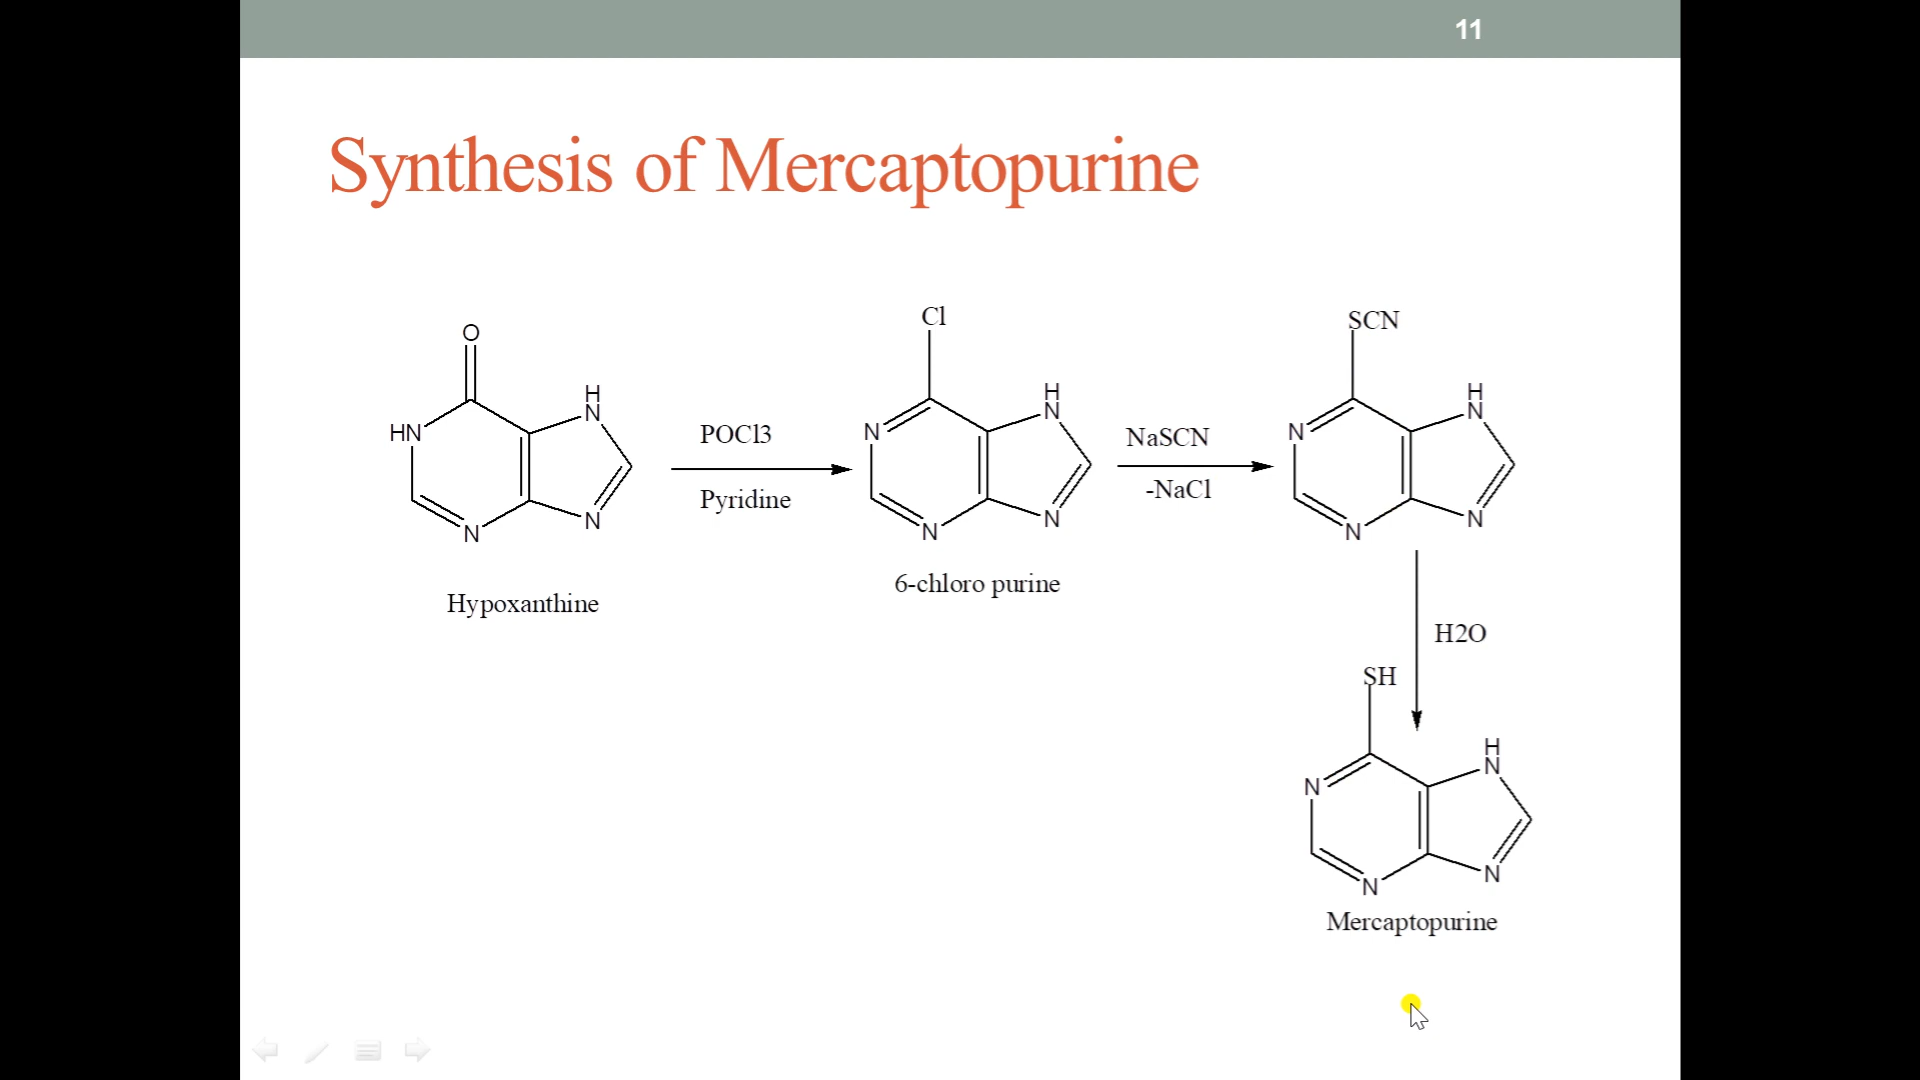 11
Synthesis of Mercaptopurine
O
HN
H
N
N
N
Hypoxanthine
POCl3
Pyridine
Cl
N
H
N
N
N
6-chloro purine
NaSCN
-NaCl
SCN
N
H
N
N
N
H2O
SH
N
H
N
N
N
Mercaptopurine